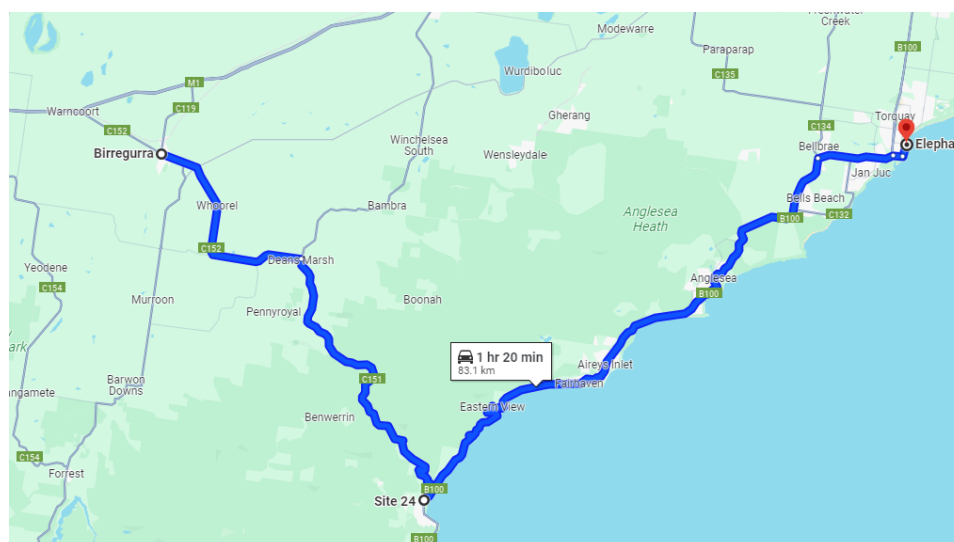 Freshwater
Creek
Modewarre
B100
Paraparap
C135
Wurdiboluc
M1
Warncoort
C119
Gherang
Torquay
C152
C134
Birregurra
Winchelsea
South
Wensleydale
Bellbrae
Elepha
Jan Juc
Whoorel
Bambra
Bells Beach
Anglesea
Heath
C132
B100
C152
Deans Marsh
Yeodene
C154
Anglesea
Murroon
Boonah
B100
Pennyroyal
ark
1 hr 20 min
83.1 km
Aireys Inlet
Barwon
Downs
C151
Fairhaven
ngamete
Eastern View
Benwerrin
C154
Forrest
B100
Site 24
B100